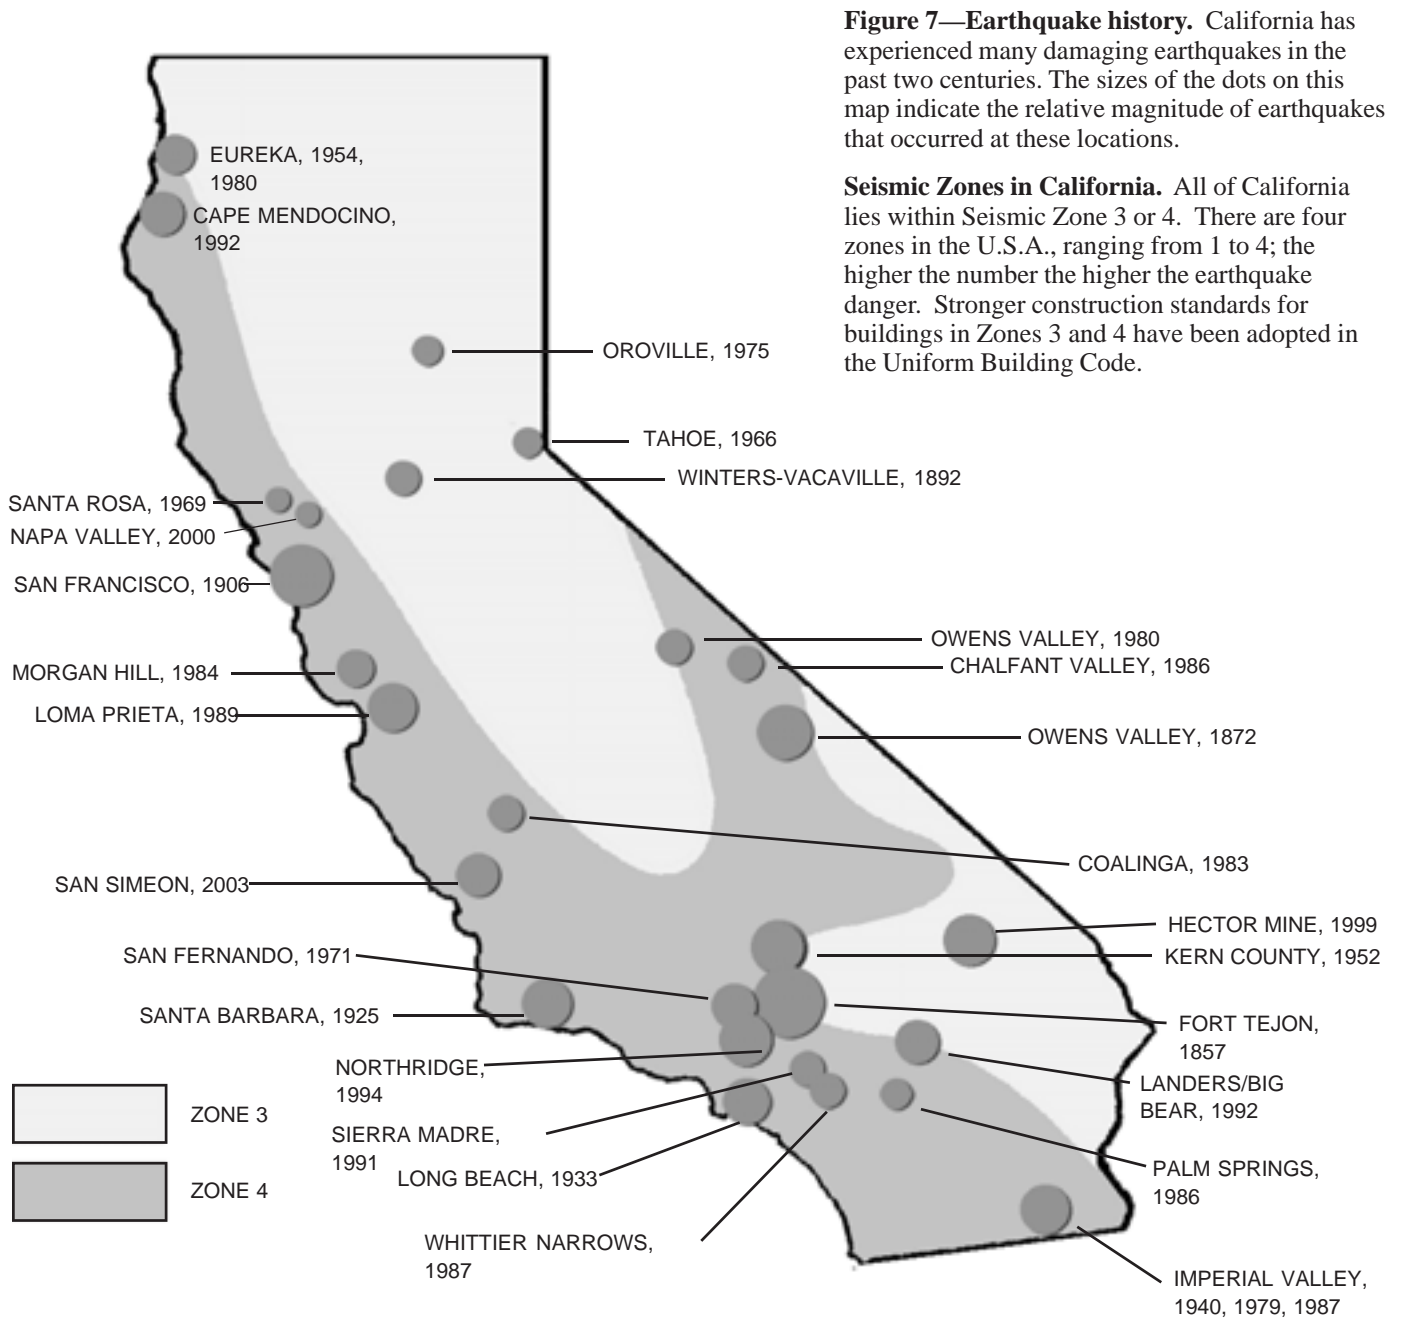 Figure 7—Earthquake history. California has
experienced many damaging earthquakes in the
past two centuries. The sizes of the dots on this
map indicate the relative magnitude of earthquakes
that occurred at these locations.
Seismic Zones in California. All of California
lies within Seismic Zone 3 or 4. There are four
zones in the U.S.A., ranging from 1 to 4; the
higher the number the higher the earthquake
danger. Stronger construction standards for
buildings in Zones 3 and 4 have been adopted in
the Uniform Building Code.
EUREKA, 1954,
1980
CAPE MENDOCINO,
1992
OROVILLE, 1975
TAHOE, 1966
WINTERS-VACAVILLE, 1892
SANTA ROSA, 1969
NAPA VALLEY, 2000
SAN FRANCISCO, 1906
OWENS VALLEY, 1980
CHALFANT VALLEY, 1986
MORGAN HILL, 1984
LOMA PRIETA, 1989
OWENS VALLEY, 1872
COALINGA, 1983
SAN SIMEON, 2003
HECTOR MINE, 1999
KERN COUNTY, 1952
SAN FERNANDO, 1971
SANTA BARBARA, 1925
FORT TEJON,
1857
NORTHRIDGE,
1994
LANDERS/BIG
BEAR, 1992
ZONE 3
SIERRA MADRE,
1991
LONG BEACH, 1933
PALM SPRINGS,
1986
ZONE 4
WHITTIER NARROWS,
1987
IMPERIAL VALLEY,
1940, 1979, 1987